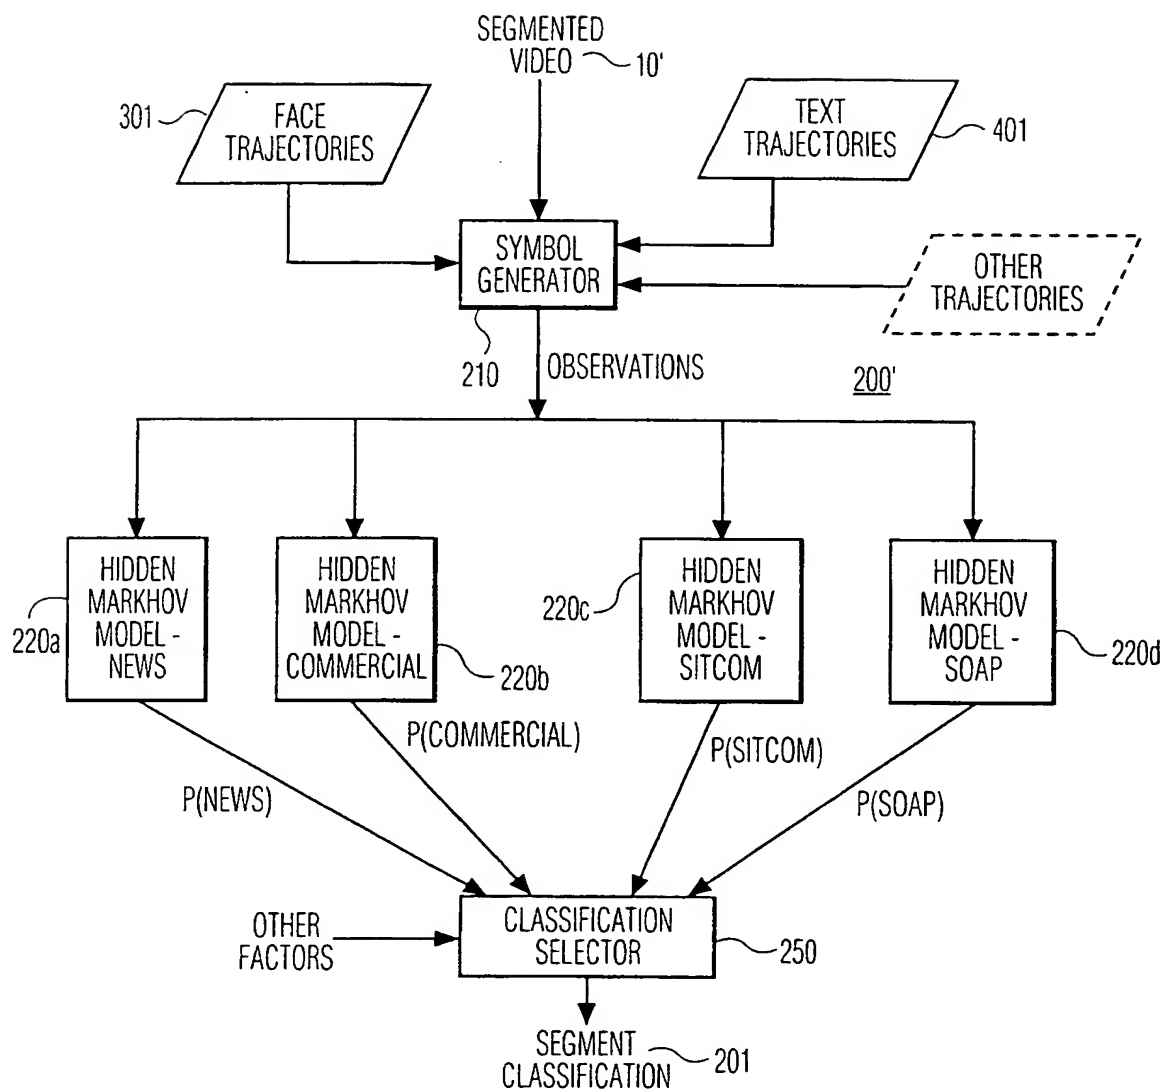 SEGMENTED
VIDEO
10'
301
FACE
TRAJECTORIES
TEXT
TRAJECTORIES
401
SYMBOL
GENERATOR
OTHER
TRAJECTORIES
210
OBSERVATIONS
200'
HIDDEN
MARKHOV
MODEL -
NEWS
220a
HIDDEN
MARKHOV
MODEL -
COMMERCIAL
220b
HIDDEN
MARKHOV
MODEL -
SITCOM
220c
HIDDEN
MARKHOV
MODEL -
SOAP
220d
P(NEWS)
P(COMMERCIAL)
P(SITCOM)
P(SOAP)
OTHER
FACTORS
CLASSIFICATION
SELECTOR
250
SEGMENT
CLASSIFICATION
201